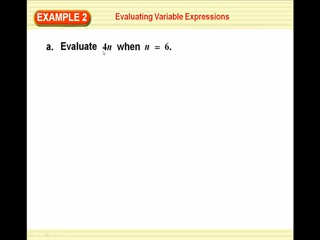 EXAMPLE 2 Evaluating Variable Expressions
a. Evaluate 4n when n = 6.